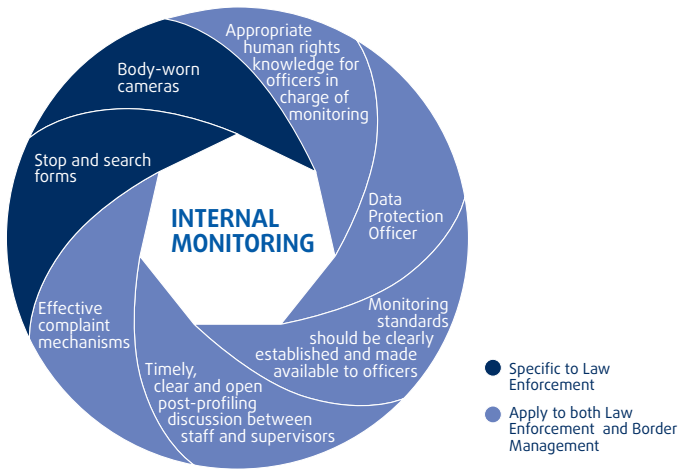 Appropriate
human rights
knowledge for
officers in
charge of
monitoring
Body-worn
cameras
Stop and search
forms
INTERNAL
MONITORING
Data
Protection
Officer
Effective
complaint
mechanisms
Monitoring
standards
should be clearly
established and made
available to officers
Timely,
clear and open
post-profiling
discussion between
staff and supervisors
Specific to Law
Enforcement
Apply to both Law
Enforcement and Border
Management